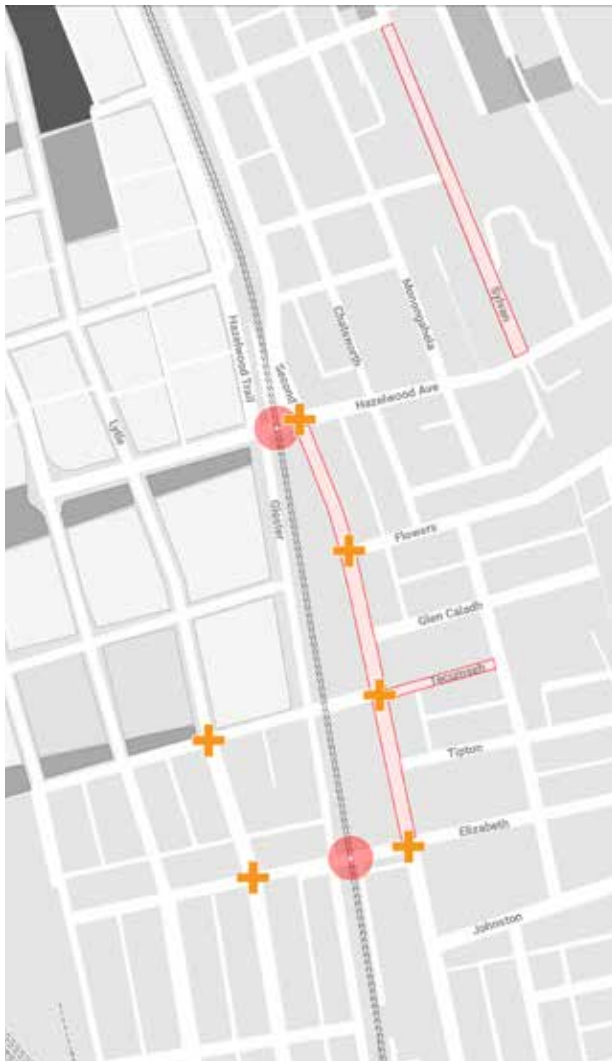 Sylvan
Monongahela
Chatsworth
Hazelwood Trail
Second
Hazelwood Ave
Lytle
Gloster
Flowers
Glen Caladh
Tecumseh
Tipton
Elizabeth
Johnston